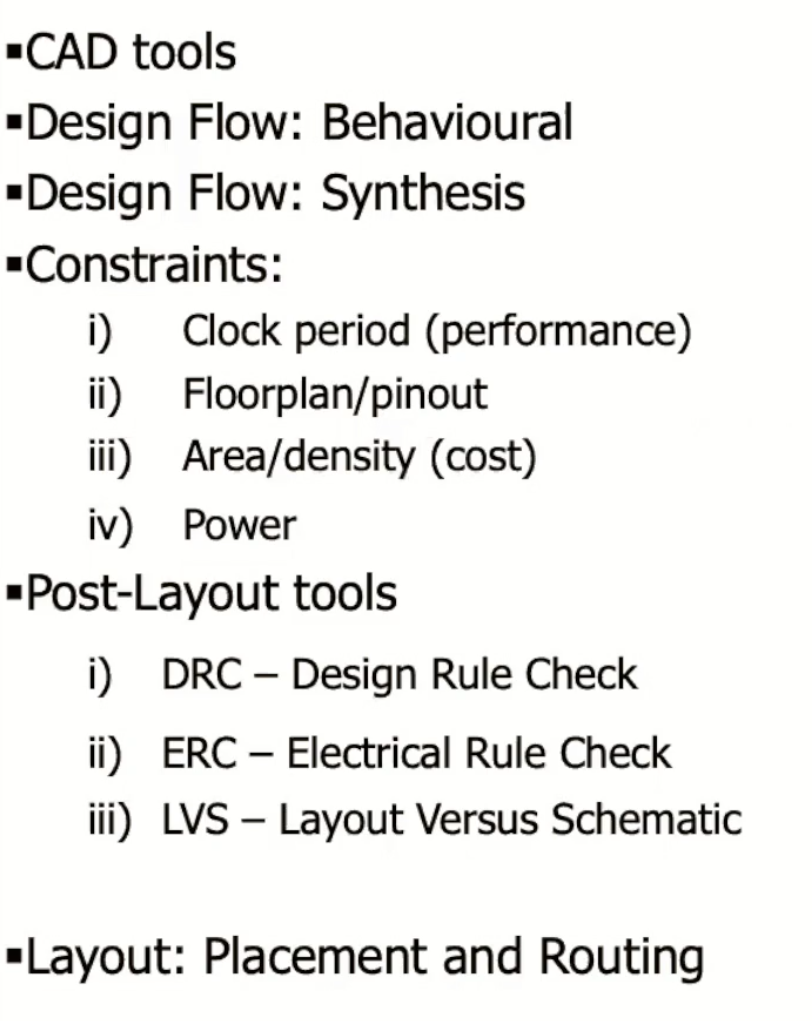 ▪CAD tools
▪Design Flow: Behavioural
▪Design Flow: Synthesis
▪Constraints:
i) Clock period (performance)
ii) Floorplan/pinout
iii) Area/density (cost)
iv) Power
▪Post-Layout tools
i) DRC – Design Rule Check
ii) ERC – Electrical Rule Check
iii) LVS – Layout Versus Schematic
▪Layout: Placement and Routing